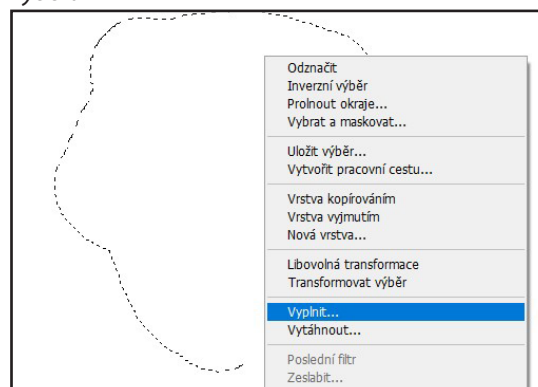 Odznačit
Inverzní výběr
Prolnout okraje...
Vybrat a maskovat...
Uložit výběr...
Vytvořit pracovní cestu...
Vrstva kopírováním
Vrstva vyjmutím
Nová vrstva...
Libovolná transformace
Transformovat výběr
Vyplnit...
Vytáhnout...
Poslední filtr
Zeslabit...